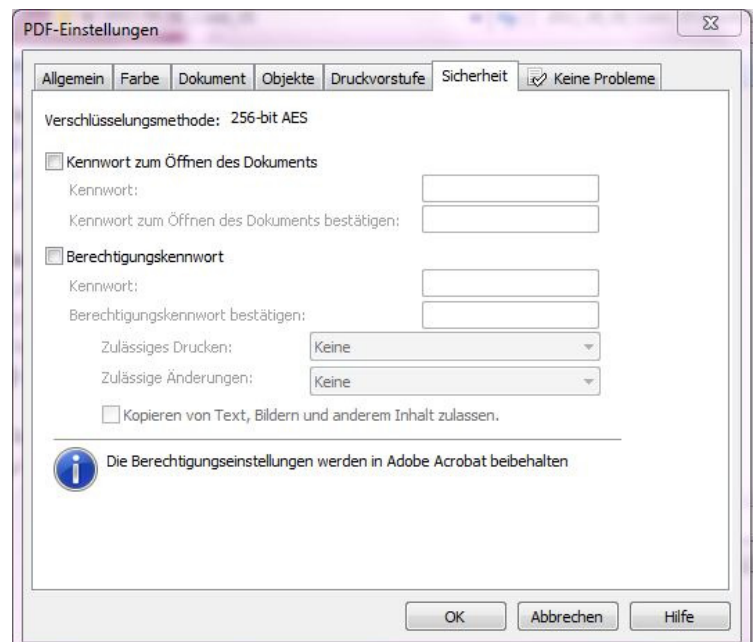 PDF-Einstellungen
Allgemein Farbe Dokument Objekte Druckvorstufe Sicherheit Keine Probleme
Verschlüsselungsmethode: 256-bit AES
Kennwort zum Öffnen des Dokuments
Kennwort:
Kennwort zum Öffnen des Dokuments bestätigen:
Berechtigungskennwort
Kennwort:
Berechtigungskennwort bestätigen:
Zulässiges Drucken: Keine
Zulässige Änderungen: Keine
Kopieren von Text, Bildern und anderem Inhalt zulassen.
Die Berechtigungseinstellungen werden in Adobe Acrobat beibehalten
OK Abbrechen Hilfe